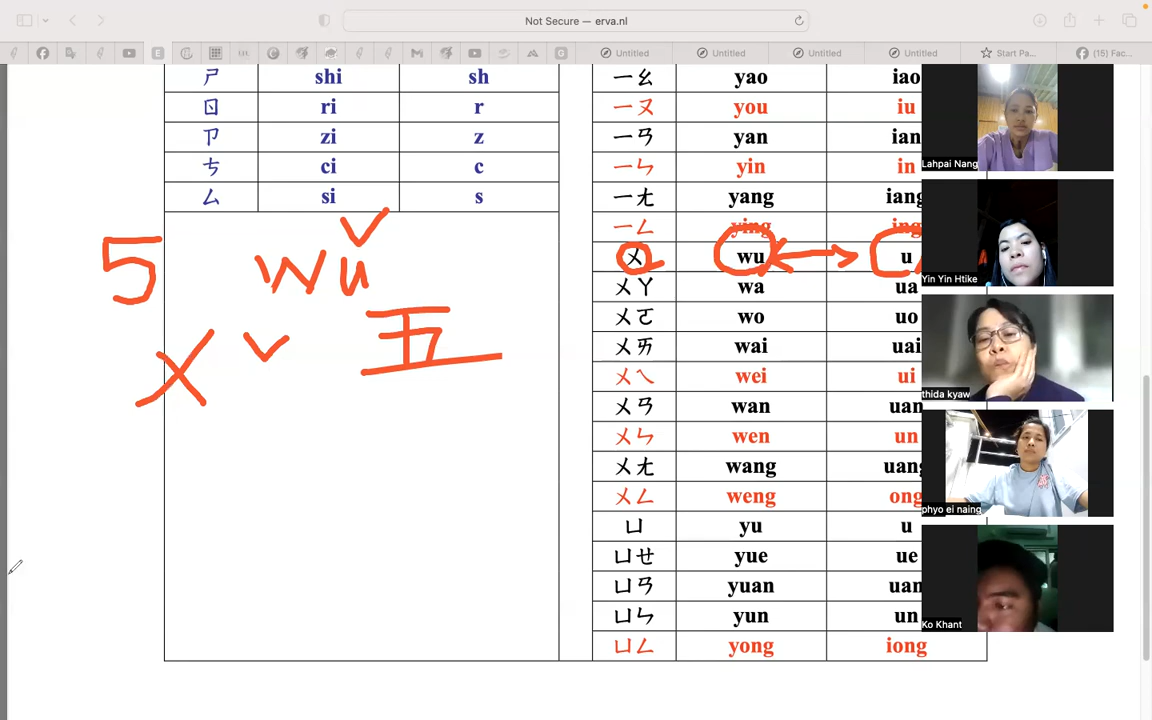 Not Secure — erva.nl
Untitled
Untitled
Untitled
Untitled
Start Pa...
(15) Fac...
ㄕ shi sh
ㄖ ri r
ㄗ zi z
ㄘ ci c
ㄙ si s
ㄧㄠ yao iao
ㄧㄡ you iu
ㄧㄢ yan ian
ㄧㄣ yin in
ㄧㄤ yang iang
ㄧㄥ ying ing
ㄨ wu u
ㄨㄚ wa ua
ㄨㄛ wo uo
ㄨㄞ wai uai
ㄨㄟ wei ui
ㄨㄢ wan uan
ㄨㄣ wen un
ㄨㄤ wang uang
ㄨㄥ weng ong
ㄩ yu u
ㄩㄝ yue ue
ㄩㄢ yuan uan
ㄩㄣ yun un
ㄩㄥ yong iong
5 wǔ
ㄨˇ 五
Lahpai Nang
Yin Yin Htike
thida kyaw
phyo ei naing
Ko Khant